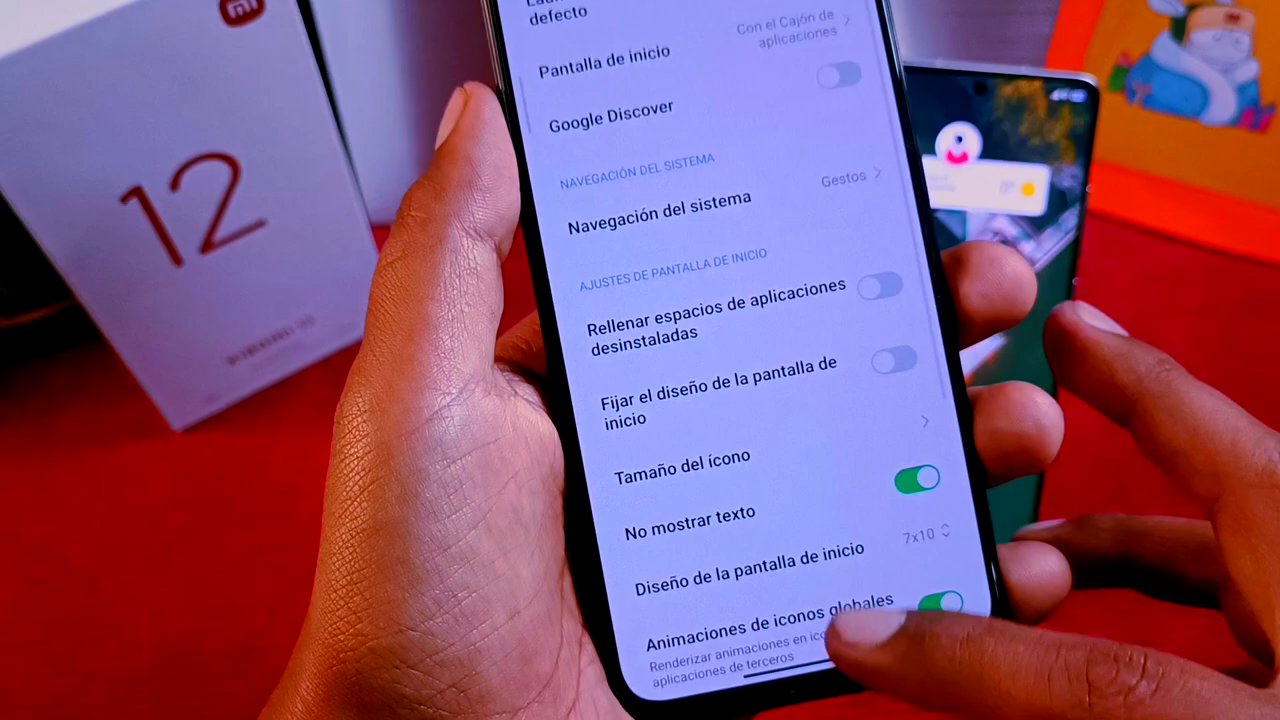 mi
12
defecto
Pantalla de inicio
Con el Cajón de
aplicaciones
Google Discover
NAVEGACIÓN DEL SISTEMA
Navegación del sistema
Gestos
AJUSTES DE PANTALLA DE INICIO
Rellenar espacios de aplicaciones
desinstaladas
Fijar el diseño de la pantalla de
inicio
Tamaño del ícono
No mostrar texto
Diseño de la pantalla de inicio
7x10
Animaciones de iconos globales
Renderizar animaciones en
aplicaciones de terceros